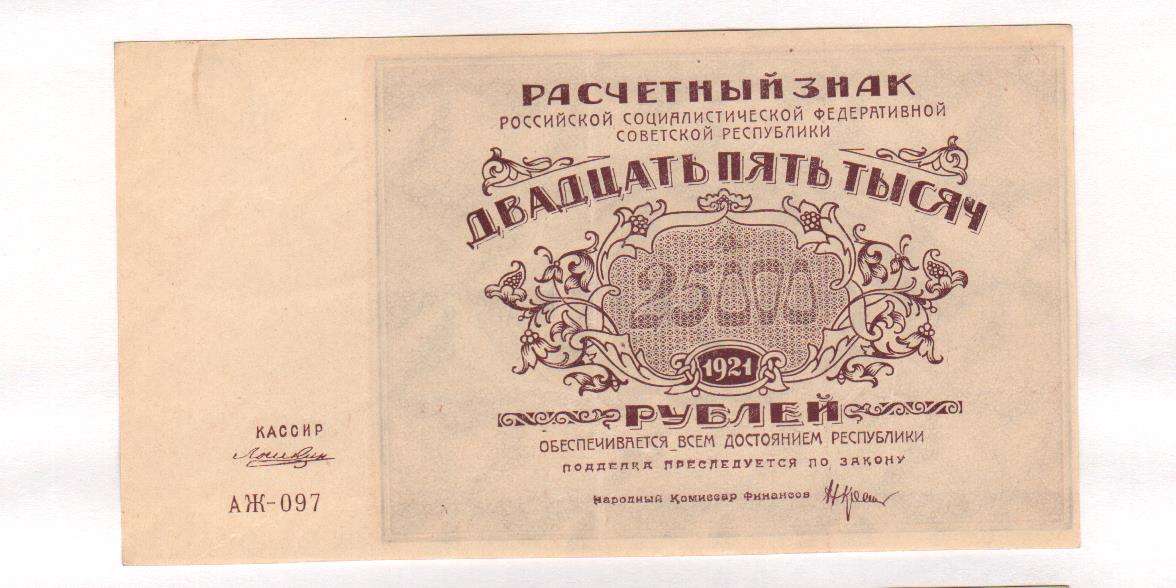 РАСЧЕТНЫЙ ЗНАК
РОССИЙСКОЙ СОЦИАЛИСТИЧЕСКОЙ ФЕДЕРАТИВНОЙ
СОВЕТСКОЙ РЕСПУБЛИКИ
ДВАДЦАТЬ ПЯТЬ ТЫСЯЧ
25000
1921
РУБЛЕЙ
ОБЕСПЕЧИВАЕТСЯ ВСЕМ ДОСТОЯНИЕМ РЕСПУБЛИКИ
ПОДДЕЛКА ПРЕСЛЕДУЕТСЯ ПО ЗАКОНУ
Народный Комиссар Финансов
КАССИР
АЖ-097